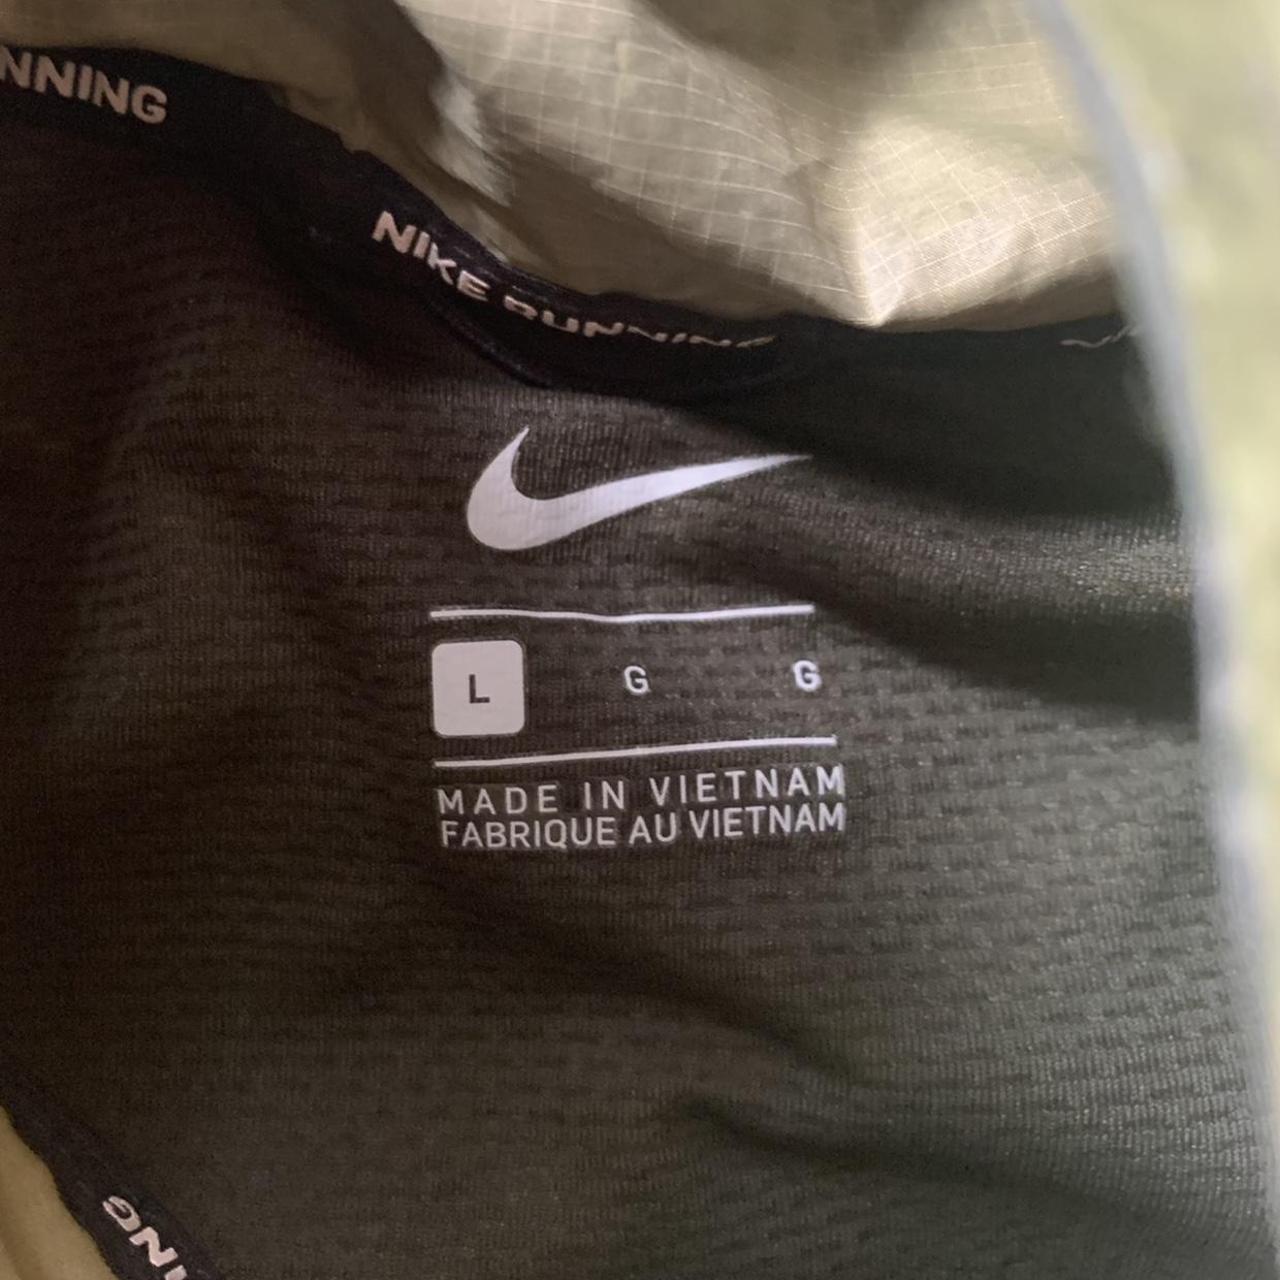 NNING
NIKE RUNNING
L G G
MADE IN VIETNAM
FABRIQUE AU VIETNAM